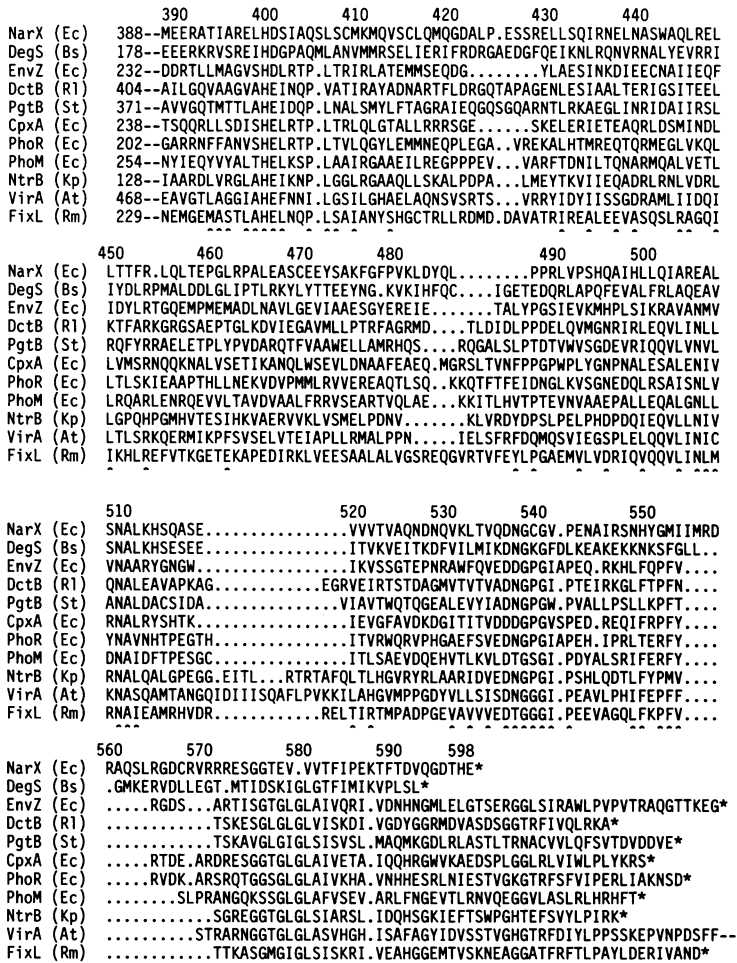 390 400 410 420 430 440
NarX (Ec) 388--MEERATIARELHDSIAQSLSCMKMQVSCLQMQGDALP.ESSRELLSQIRNELNASWAQLREL
DegS (Bs) 178--EEERKRVSREIHDGPAQMLANVMMRSELIERIFRDRGAEDGFQEIKNLRQNVRNALYEVRRI
EnvZ (Ec) 232--DDRTLLMAGVSHDLRTP.LTRIRLATEMMSEQDG........YLAESINKDIEECNAIIEQF
DctB (Rl) 404--AILGQVAAGVAHEINQP.VATIRAYADNARTFLDRGQTAPAGENLESIAALTERIGSITEEL
PgtB (St) 371--AVVGQTMTTLAHEIDQP.LNALSMYLFTAGRAIEQGQSGQARNTLRKAEGLINRIDAIIRSL
CpxA (Ec) 238--TSQQRLLSDISHELRTP.LTRLQLGTALLRRRSGE......SKELERIETEAQRLDSMINDL
PhoR (Ec) 202--GARRNFFANVSHELRTP.LTVLQGYLEMMNEQPLEGA..VREKALHTMREQTQRMEGLVKQL
PhoM (Ec) 254--NYIEQYVYALTHELKSP.LAAIRGAAEILREGPPPEV...VARFTDNILTQNARMQALVETL
NtrB (Kp) 128--IAARDLVRGLAHEIKNP.LGGLRGAAQLLSKALPDPA...LMEYTKVIIEQADRLRNLVDRL
VirA (At) 468--EAVGTLAGGIAHEFNNI.LGSILGHAELAQNSVSRTS...VRRYIDYIISSGDRAMLIIDQI
FixL (Rm) 229--NEMGEMASTLAHELNQP.LSAIANYSHGCTRLLRDMD.DAVATRIREALEEVASQSLRAGQI
450 460 470 480 490 500
NarX (Ec) LTTFR.LQLTEPGLRPALEASCEEYSAKFGFPVKLDYQL........PPRLVPSHQAIHLLQIAREAL
DegS (Bs) IYDLRPMALDDLGLIPTLRKYLYTTEEYNG.KVKIHFQC....IGETEDQRLAPQFEVALFRLAQEAV
EnvZ (Ec) IDYLRTGQEMPMEMADLNAVLGEVIAAESGYEREIE.......TALYPGSIEVKMHPLSIKRAVANMV
DctB (Rl) KTFARKGRGSAEPTGLKDVIEGAVMLLPTRFAGRMD....TLDIDLPPDELQVMGNRIRLEQVLINLL
PgtB (St) RQFYRRAELETPLYPVDARQTFVAAWELLAMRHQS....RQGALSLPTDTVWVSGDEVRIQQVLVNVL
CpxA (Ec) LVMSRNQQKNALVSETIKANQLWSEVLDNAAFEAEQ.MGRSLTVNFPPGPWPLYGNPNALESALENIV
PhoR (Ec) LTLSKIEAAPTHLLNEKVDVPMMLRVVEREAQTLSQ..KKQTFTFEIDNGLKVSGNEDQLRSAISNLV
PhoM (Ec) LRQARLENRQEVVLTAVDVAALFRRVSEARTVQLAE...KKITLHVTPTEVNVAAEPALLEQALGNLL
NtrB (Kp) LGPQHPGMHVTESIHKVAERVVKLVSMELPDNV......KLVRDYDPSLPELPHDPDQIEQVLLNIV
VirA (At) LTLSRKQERMIKPFSVSELVTEIAPLLRMALPPN....IELSFRFDQMQSVIEGSPLELQQVLINIC
FixL (Rm) IKHLREFVTKGETEKAPEDIRKLVEESAALALVGSREQGVRTVFEYLPGAEMVLVDRIQVQQVLINLM
510 520 530 540 550
NarX (Ec) SNALKHSQASE................VVVTVAQNDNQVKLTVQDNGCGV.PENAIRSNHYGMIIMRD
DegS (Bs) SNALKHSESEE................ITVKVEITKDFVILMIKDNGKGFDLKEAKEKKNKSFGLL..
EnvZ (Ec) VNAARYGNGW.................IKVSSGTEPNRAWFQVEDDGPGIAPEQ.RKHLFQPFV....
DctB (Rl) QNALEAVAPKAG.............EGRVEIRTSTDAGMVTVTVADNGPGI.PTEIRKGLFTPFN....
PgtB (St) ANALDACSIDA...............VIAVTWQTQGEALEVYIADNGPGW.PVALLPSLLKPFT....
CpxA (Ec) RNALRYSHTK.................IEVGFAVDKDGITITVDDDGPGVSPED.REQIFRPFY....
PhoR (Ec) YNAVNHTPEGTH...............ITVRWQRVPHGAEFSVEDNGPGIAPEH.IPRLTERFY....
PhoM (Ec) DNAIDFTPESGC...............ITLSAEVDQEHVTLKVLDTGSGI.PDYALSRIFERFY....
NtrB (Kp) RNALQALGPEGG.EITL...RTRTAFQLTLHGVRYRLAARIDVEDNGPGI.PSHLQDTLFYPMV....
VirA (At) KNASQAMTANGQIDIIISQAFLPVKKILAHGVMPPGDYVLLSISDNGGGI.PEAVLPHIFEPFF....
FixL (Rm) RNAIEAMRHVDR............RELTIRTMPADPGEVAVVVEDTGGGI.PEEVAGQLFKPFV....
560 570 580 590 598
NarX (Ec) RAQSLRGDCRVRRRESGGTEV.VVTFIPEKTFTDVQGDTHE*
DegS (Bs) .GMKERVDLLEGT.MTIDSKIGLGTFIMIKVPLSL*
EnvZ (Ec) .....RGDS...ARTISGTGLGLAIVQRI.VDNHNGMLELGTSERGGLSIRAWLPVPVTRAQGTTKEG*
DctB (Rl) ............TSKESGLGLGLVISKDI.VGDYGGRMDVASDSGGTRFIVQLRKA*
PgtB (St) ............TSKAVGLGIGLSISVSL.MAQMKGDLRLASTLTRNACVVLQFSVTDVDDVE*
CpxA (Ec) .....RTDE.ARDRESGGTGLGLAIVETA.IQQHRGWVKAEDSPLGGLRLVIWLPLYKRS*
PhoR (Ec) .....RVDK.ARSRQTGGSGLGLAIVKHA.VNHHESRLNIESTVGKGTRFSFVIPERLIAKNSD*
PhoM (Ec) ........SLPRANGQKSSGLGLAFVSEV.ARLFNGEVTLRNVQEGGVLASLRLHRHFT*
NtrB (Kp) ............SGREGGTGLGLSIARSL.IDQHSGKIEFTSWPGHTEFSVYLPIRK*
VirA (At) ..........STRARNGGTGLGLASVHGH.ISAFAGYIDVSSTVGHGTRFDIYLPPSSKEPVNPDSFF--
FixL (Rm) ............TTKASGMGIGLSISKRI.VEAHGGEMTVSKNEAGGATFRFTLPAYLDERIVAND*